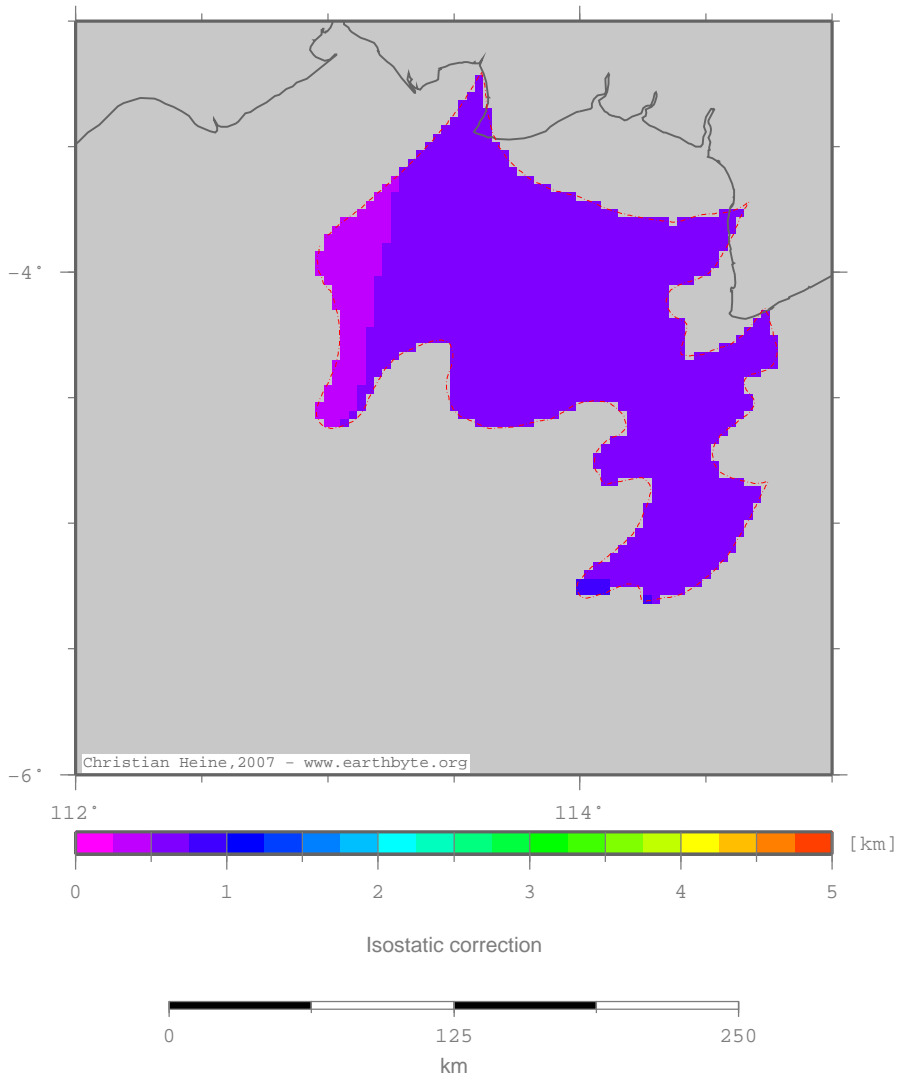 −4°
−6°
Christian Heine,2007 − www.earthbyte.org
112° 114°
[km]
0 1 2 3 4 5
Isostatic correction
0 125 250
km